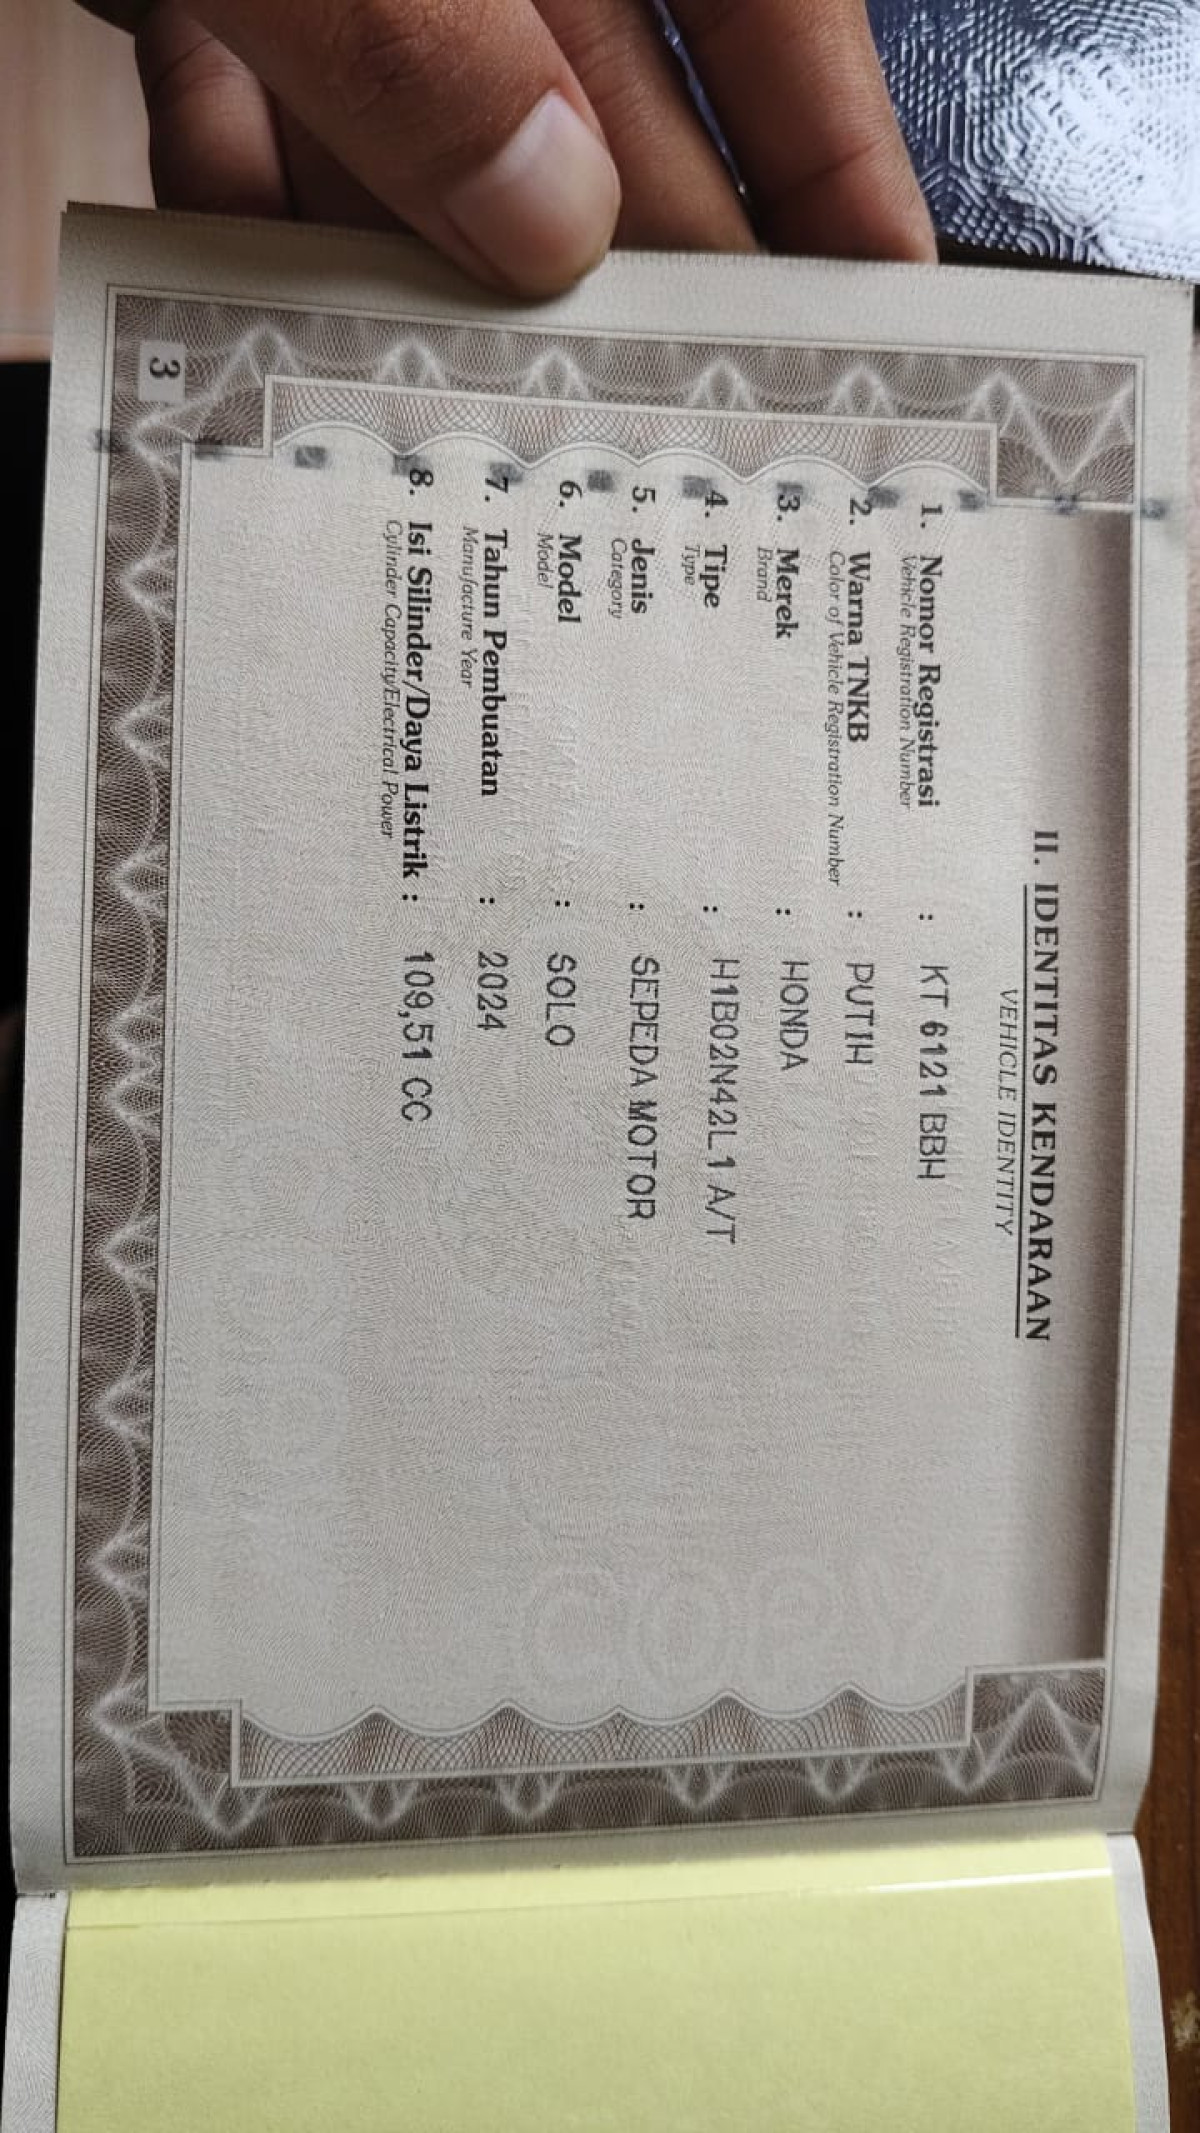 II. IDENTITAS KENDARAAN
VEHICLE IDENTITY
1. Nomor Registrasi : KT 6121 BBH
Vehicle Registration Number
2. Warna TNKB : PUTIH
Color of Vehicle Registration Number
3. Merek : HONDA
Brand
4. Tipe : H1B02N42L1 A/T
Type
5. Jenis : SEPEDA MOTOR
Category
6. Model : SOLO
Model
7. Tahun Pembuatan : 2024
Manufacture Year
8. Isi Silinder/Daya Listrik : 109,51 CC
Cylinder Capacity/Electrical Power
COPY
3